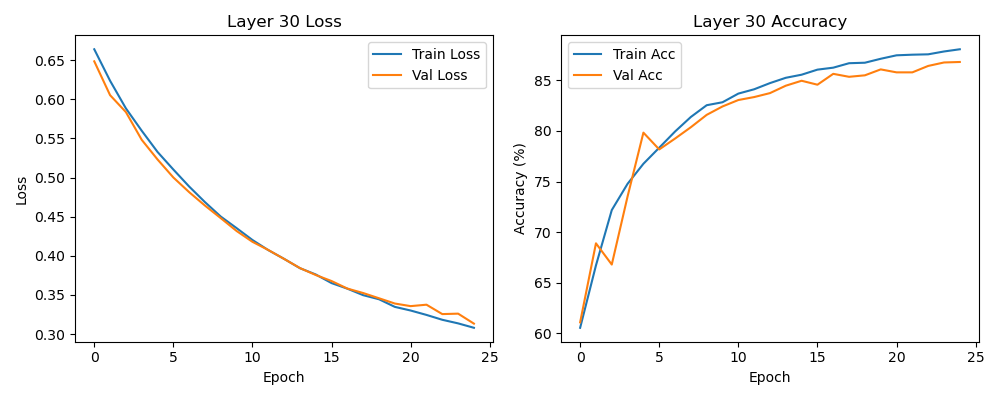 Layer 30 Loss
Train Loss
Val Loss
Loss
0.65
0.60
0.55
0.50
0.45
0.40
0.35
0.30
0 5 10 15 20 25
Epoch
Layer 30 Accuracy
Train Acc
Val Acc
Accuracy (%)
85
80
75
70
65
60
0 5 10 15 20 25
Epoch